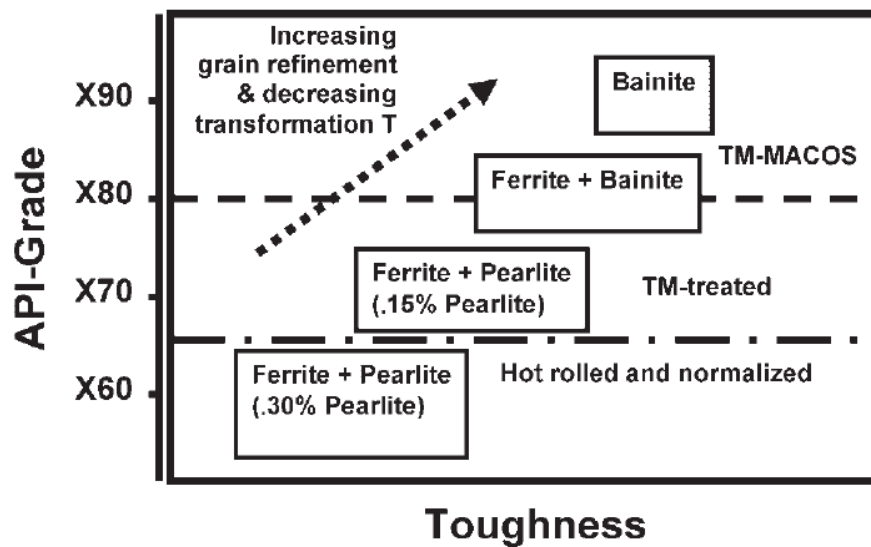 Increasing
grain refinement
& decreasing
transformation T
API-Grade
X90
X80
X70
X60
Bainite
TM-MACOS
Ferrite + Bainite
Ferrite + Pearlite
(.15% Pearlite)
TM-treated
Ferrite + Pearlite
(.30% Pearlite)
Hot rolled and normalized
Toughness